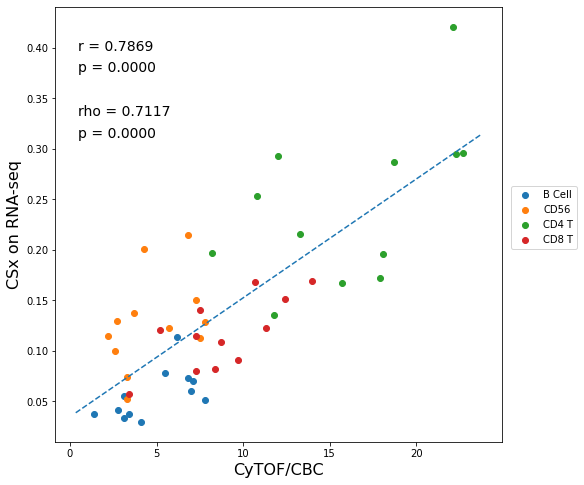 r = 0.7869
p = 0.0000
rho = 0.7117
p = 0.0000
0.40
0.35
0.30
0.25
0.20
0.15
0.10
0.05
CSx on RNA-seq
0
5
10
15
20
CyTOF/CBC
B Cell
CD56
CD4 T
CD8 T